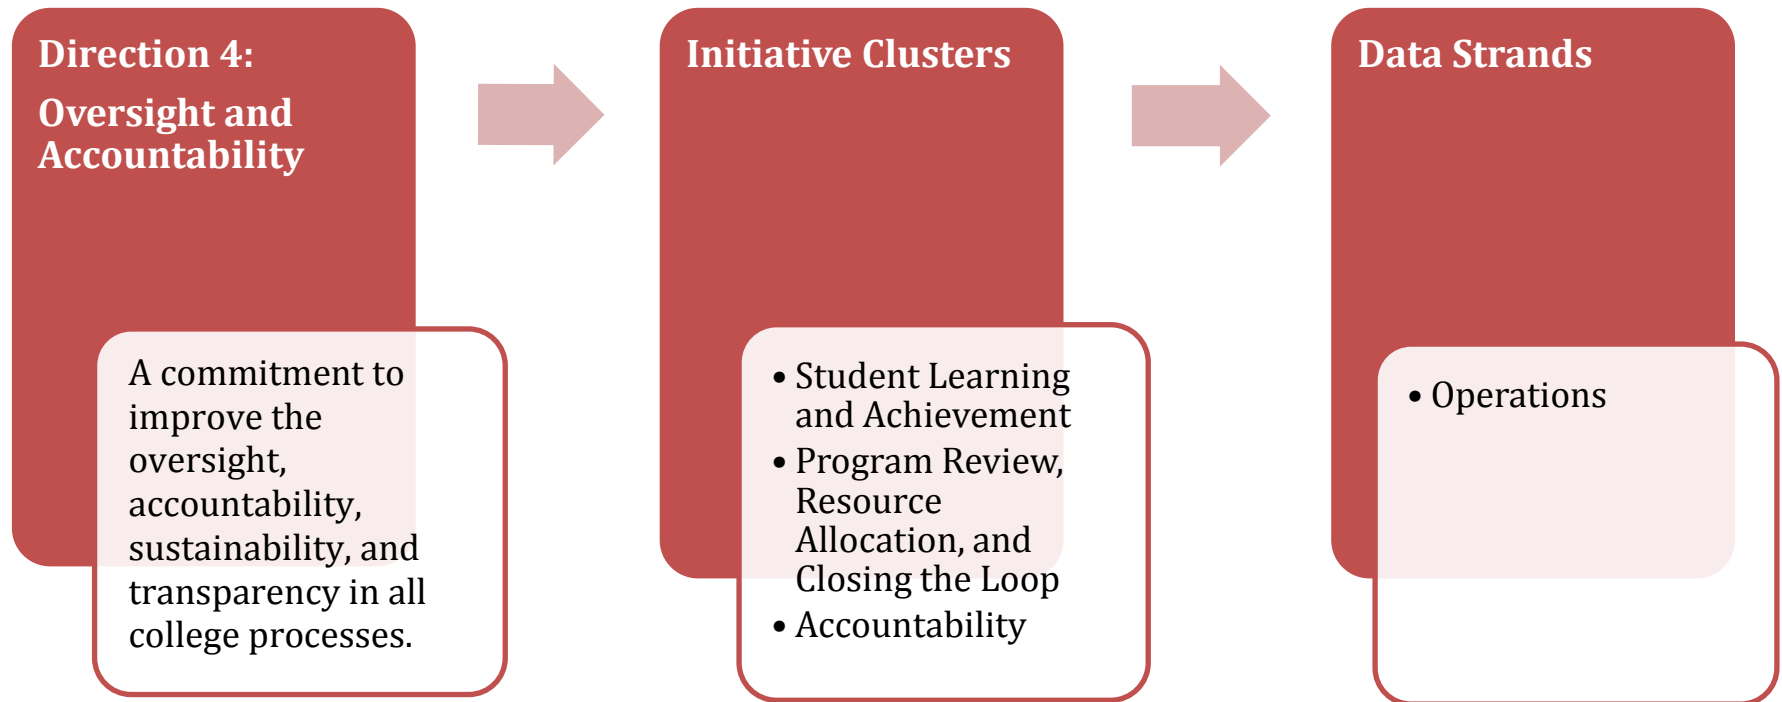 Direction 4:
Oversight and
Accountability
A commitment to
improve the
oversight,
accountability,
sustainability, and
transparency in all
college processes.
Initiative Clusters
• Student Learning
and Achievement
• Program Review,
Resource
Allocation, and
Closing the Loop
• Accountability
Data Strands
• Operations